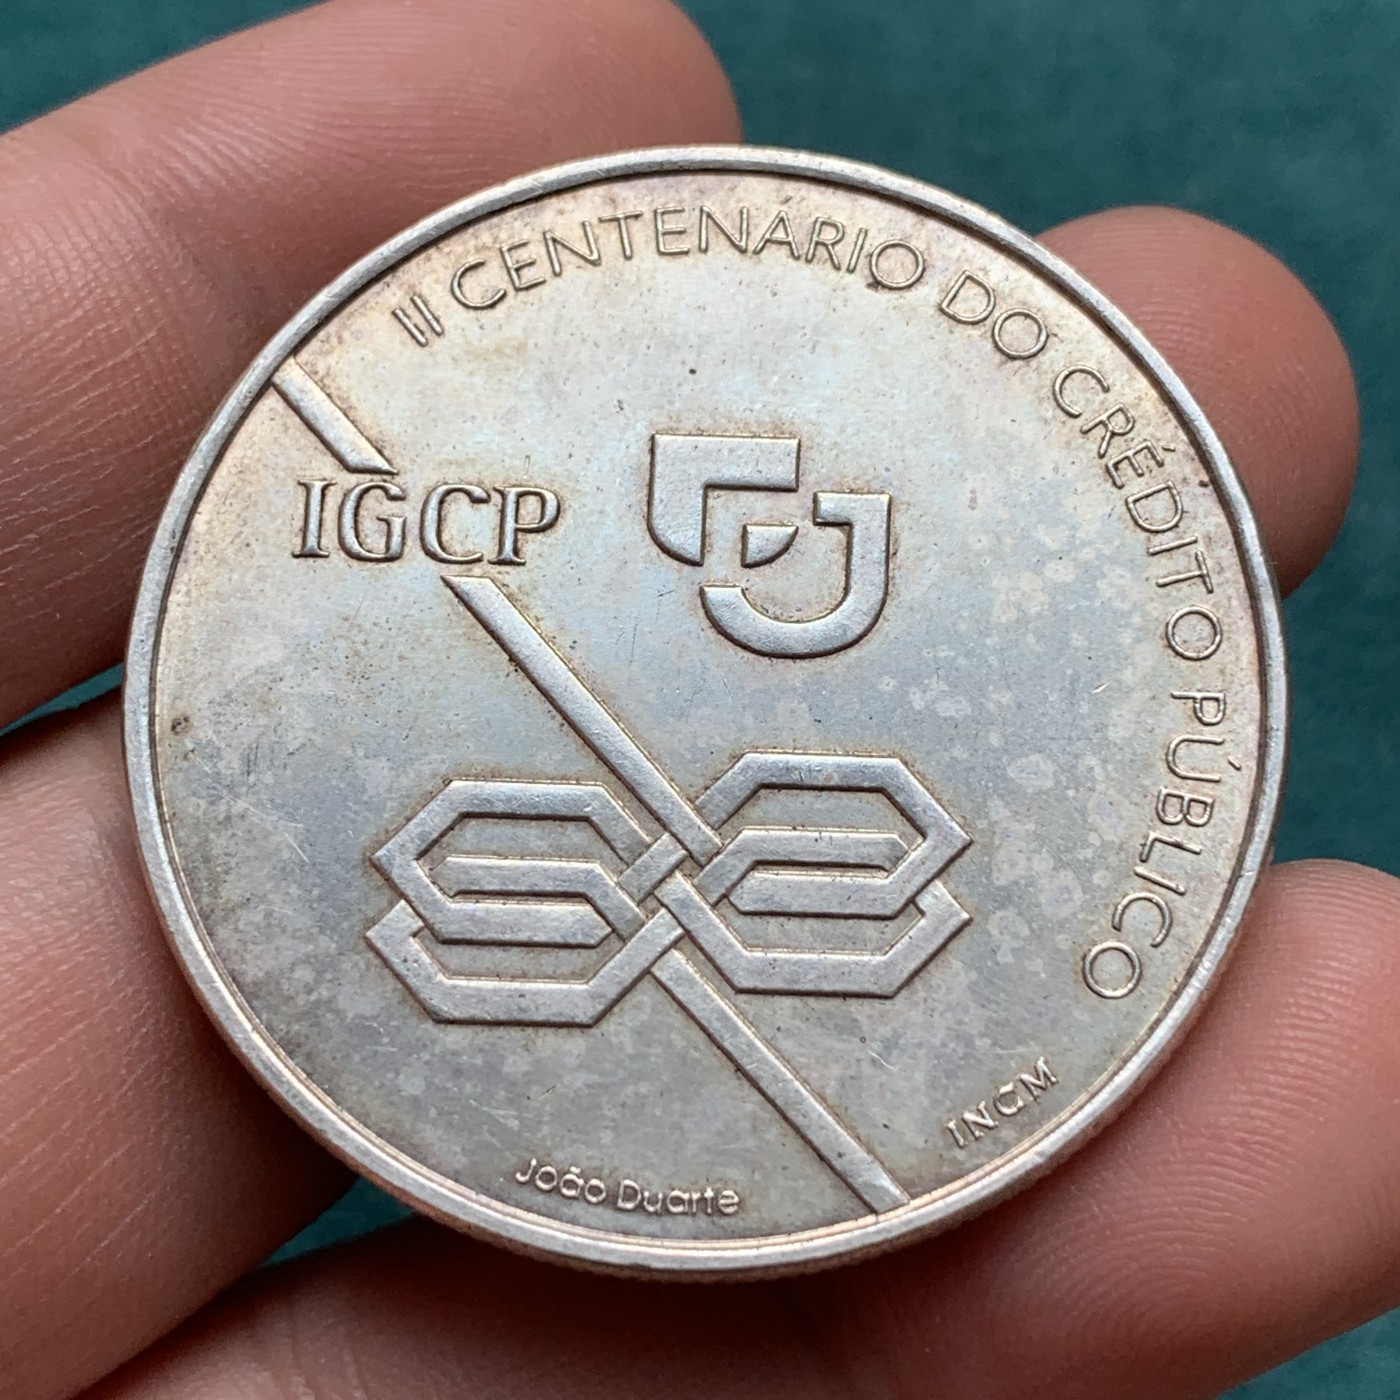 II CENTENÁRIO DO CRÉDITO PÚBLICO
IGCP
João Duarte
INCM